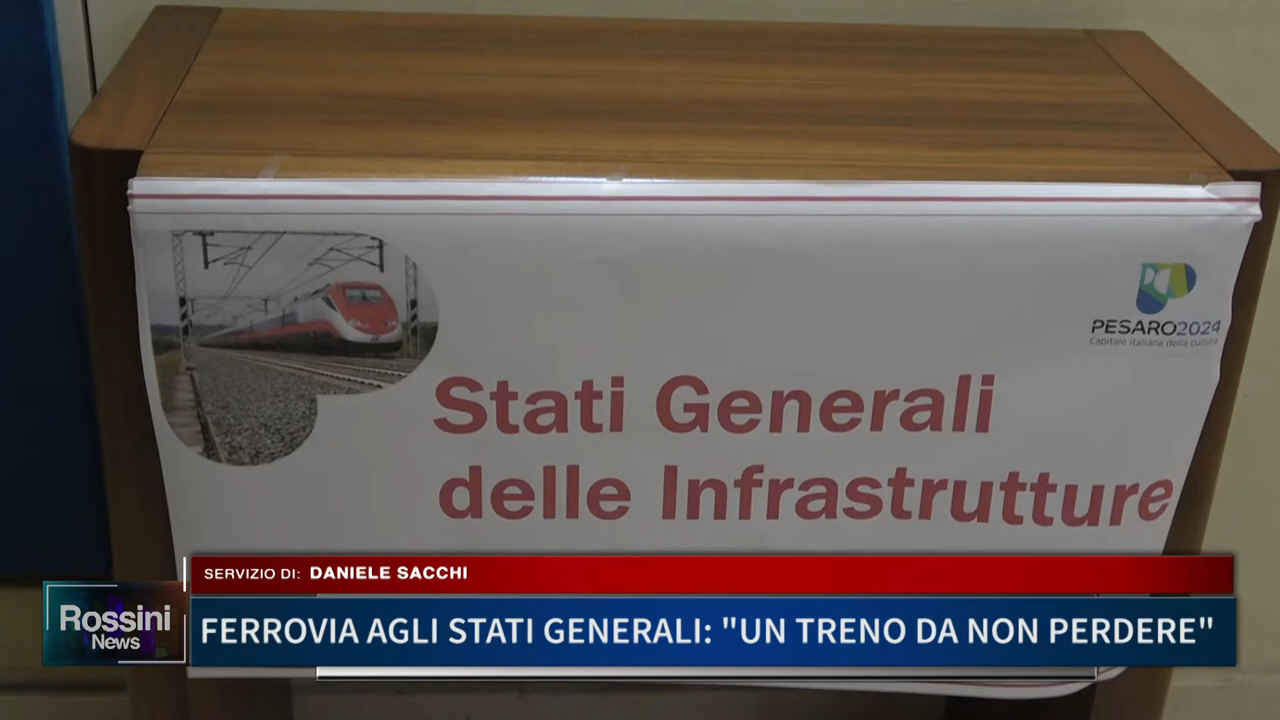 PESARO2024
Capitale italiana della cultura
Stati Generali
delle Infrastrutture
SERVIZIO DI: DANIELE SACCHI
Rossini
News
FERROVIA AGLI STATI GENERALI: "UN TRENO DA NON PERDERE"